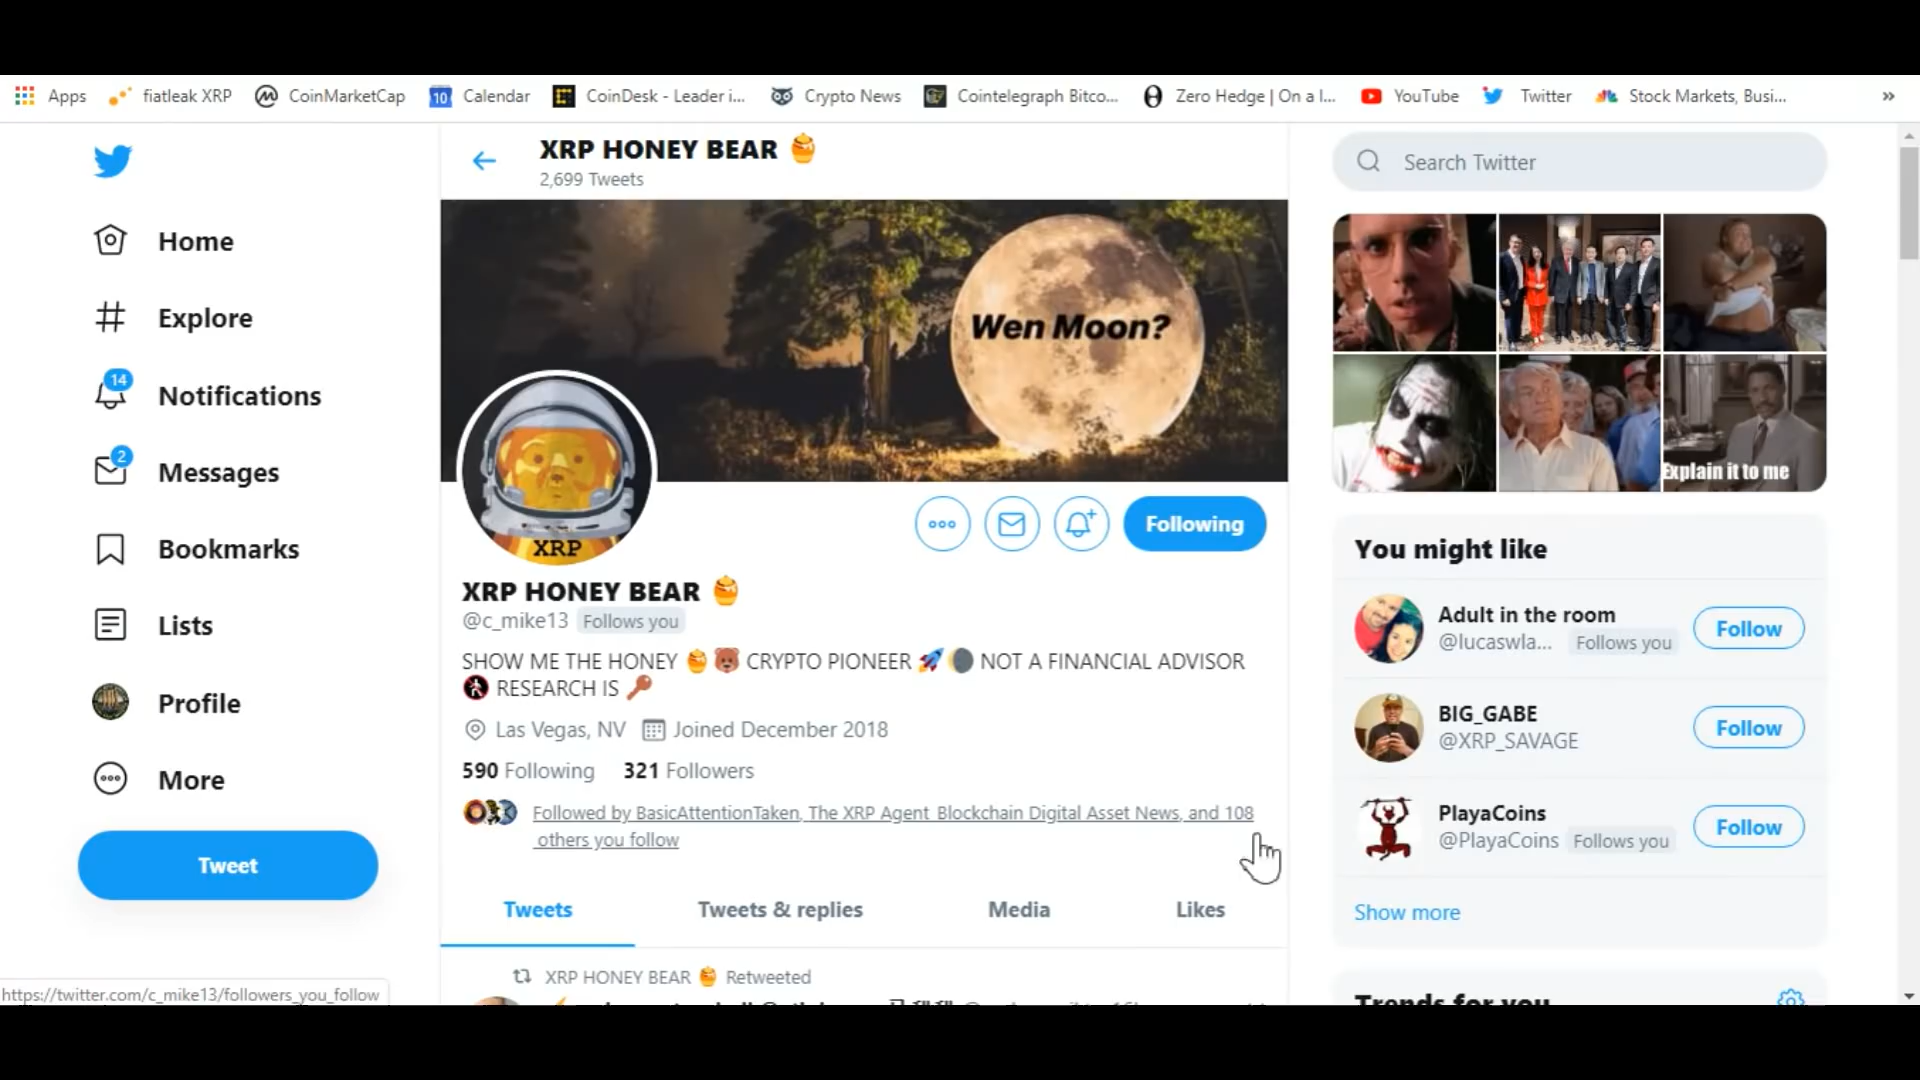 Apps
fiatleak XRP
CoinMarketCap
10
Calendar
CoinDesk - Leader i...
Crypto News
Cointelegraph Bitco...
Zero Hedge | On a l...
YouTube
Twitter
Stock Markets, Busi...
»
XRP HONEY BEAR 🍯
2,699 Tweets
Search Twitter
Home
Explore
14
Notifications
2
Messages
Bookmarks
Lists
Profile
More
Tweet
Wen Moon?
XRP
Following
XRP HONEY BEAR 🍯
@c_mike13 Follows you
SHOW ME THE HONEY 🍯🐻 CRYPTO PIONEER 🚀🌘 NOT A FINANCIAL ADVISOR
🚷 RESEARCH IS 🔑
Las Vegas, NV Joined December 2018
590 Following 321 Followers
Followed by BasicAttentionTaken, The XRP Agent Blockchain Digital Asset News, and 108
others you follow
Tweets
Tweets & replies
Media
Likes
XRP HONEY BEAR 🍯 Retweeted
Explain it to me
You might like
Adult in the room
@lucaswla... Follows you
Follow
BIG_GABE
@XRP_SAVAGE
Follow
PlayaCoins
@PlayaCoins Follows you
Follow
Show more
Trends for you
https://twitter.com/c_mike13/followers_you_follow